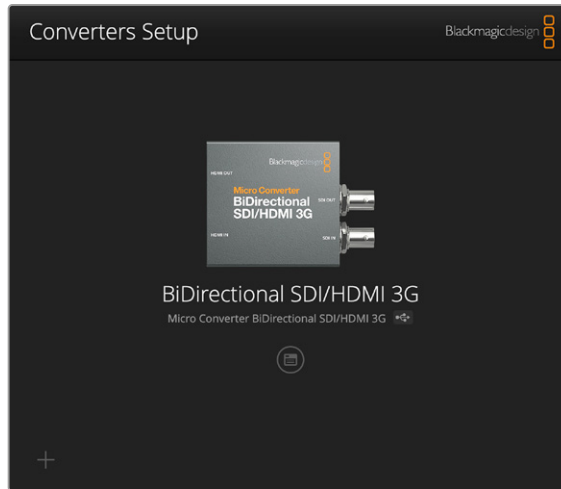 Converters Setup
Blackmagicdesign
Blackmagicdesign
HDMI OUT
Micro Converter
BiDirectional
SDI/HDMI 3G
SDI OUT
HDMI IN
SDI IN
BiDirectional SDI/HDMI 3G
Micro Converter BiDirectional SDI/HDMI 3G